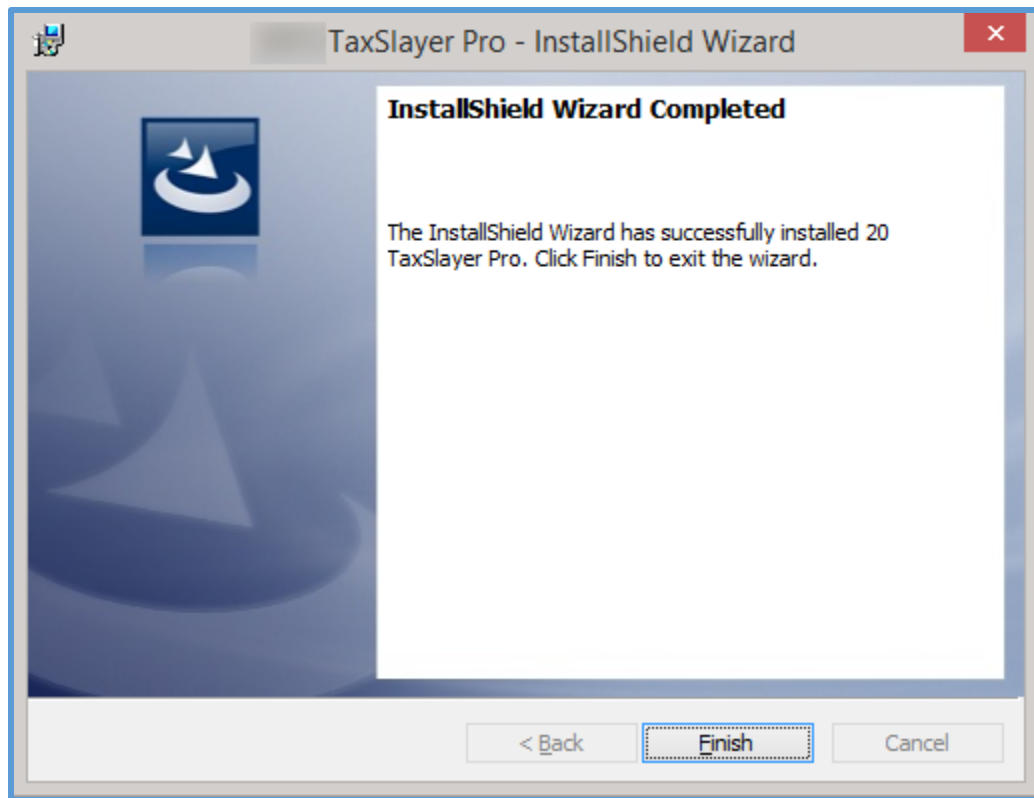 TaxSlayer Pro - InstallShield Wizard
InstallShield Wizard Completed
The InstallShield Wizard has successfully installed 20
TaxSlayer Pro. Click Finish to exit the wizard.
< Back
Finish
Cancel